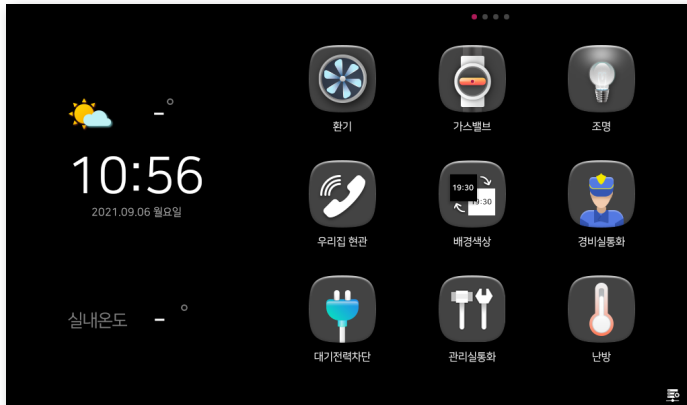 -°
10:56
2021.09.06 월요일
실내온도 -°
환기
가스밸브
조명
우리집 현관
19:30
19:30
배경색상
경비실통화
대기전력차단
관리실통화
난방